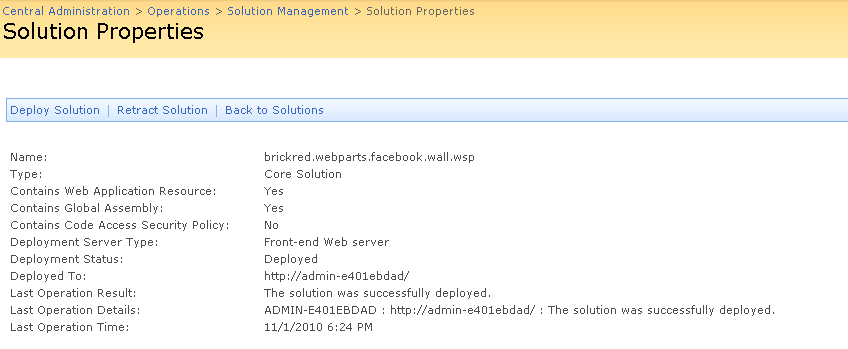 Central Administration > Operations > Solution Management > Solution Properties
Solution Properties
Deploy Solution | Retract Solution | Back to Solutions
Name: brickred.webparts.facebook.wall.wsp
Type: Core Solution
Contains Web Application Resource: Yes
Contains Global Assembly: Yes
Contains Code Access Security Policy: No
Deployment Server Type: Front-end Web server
Deployment Status: Deployed
Deployed To: http://admin-e401ebdad/
Last Operation Result: The solution was successfully deployed.
Last Operation Details: ADMIN-E401EBDAD : http://admin-e401ebdad/ : The solution was successfully deployed.
Last Operation Time: 11/1/2010 6:24 PM